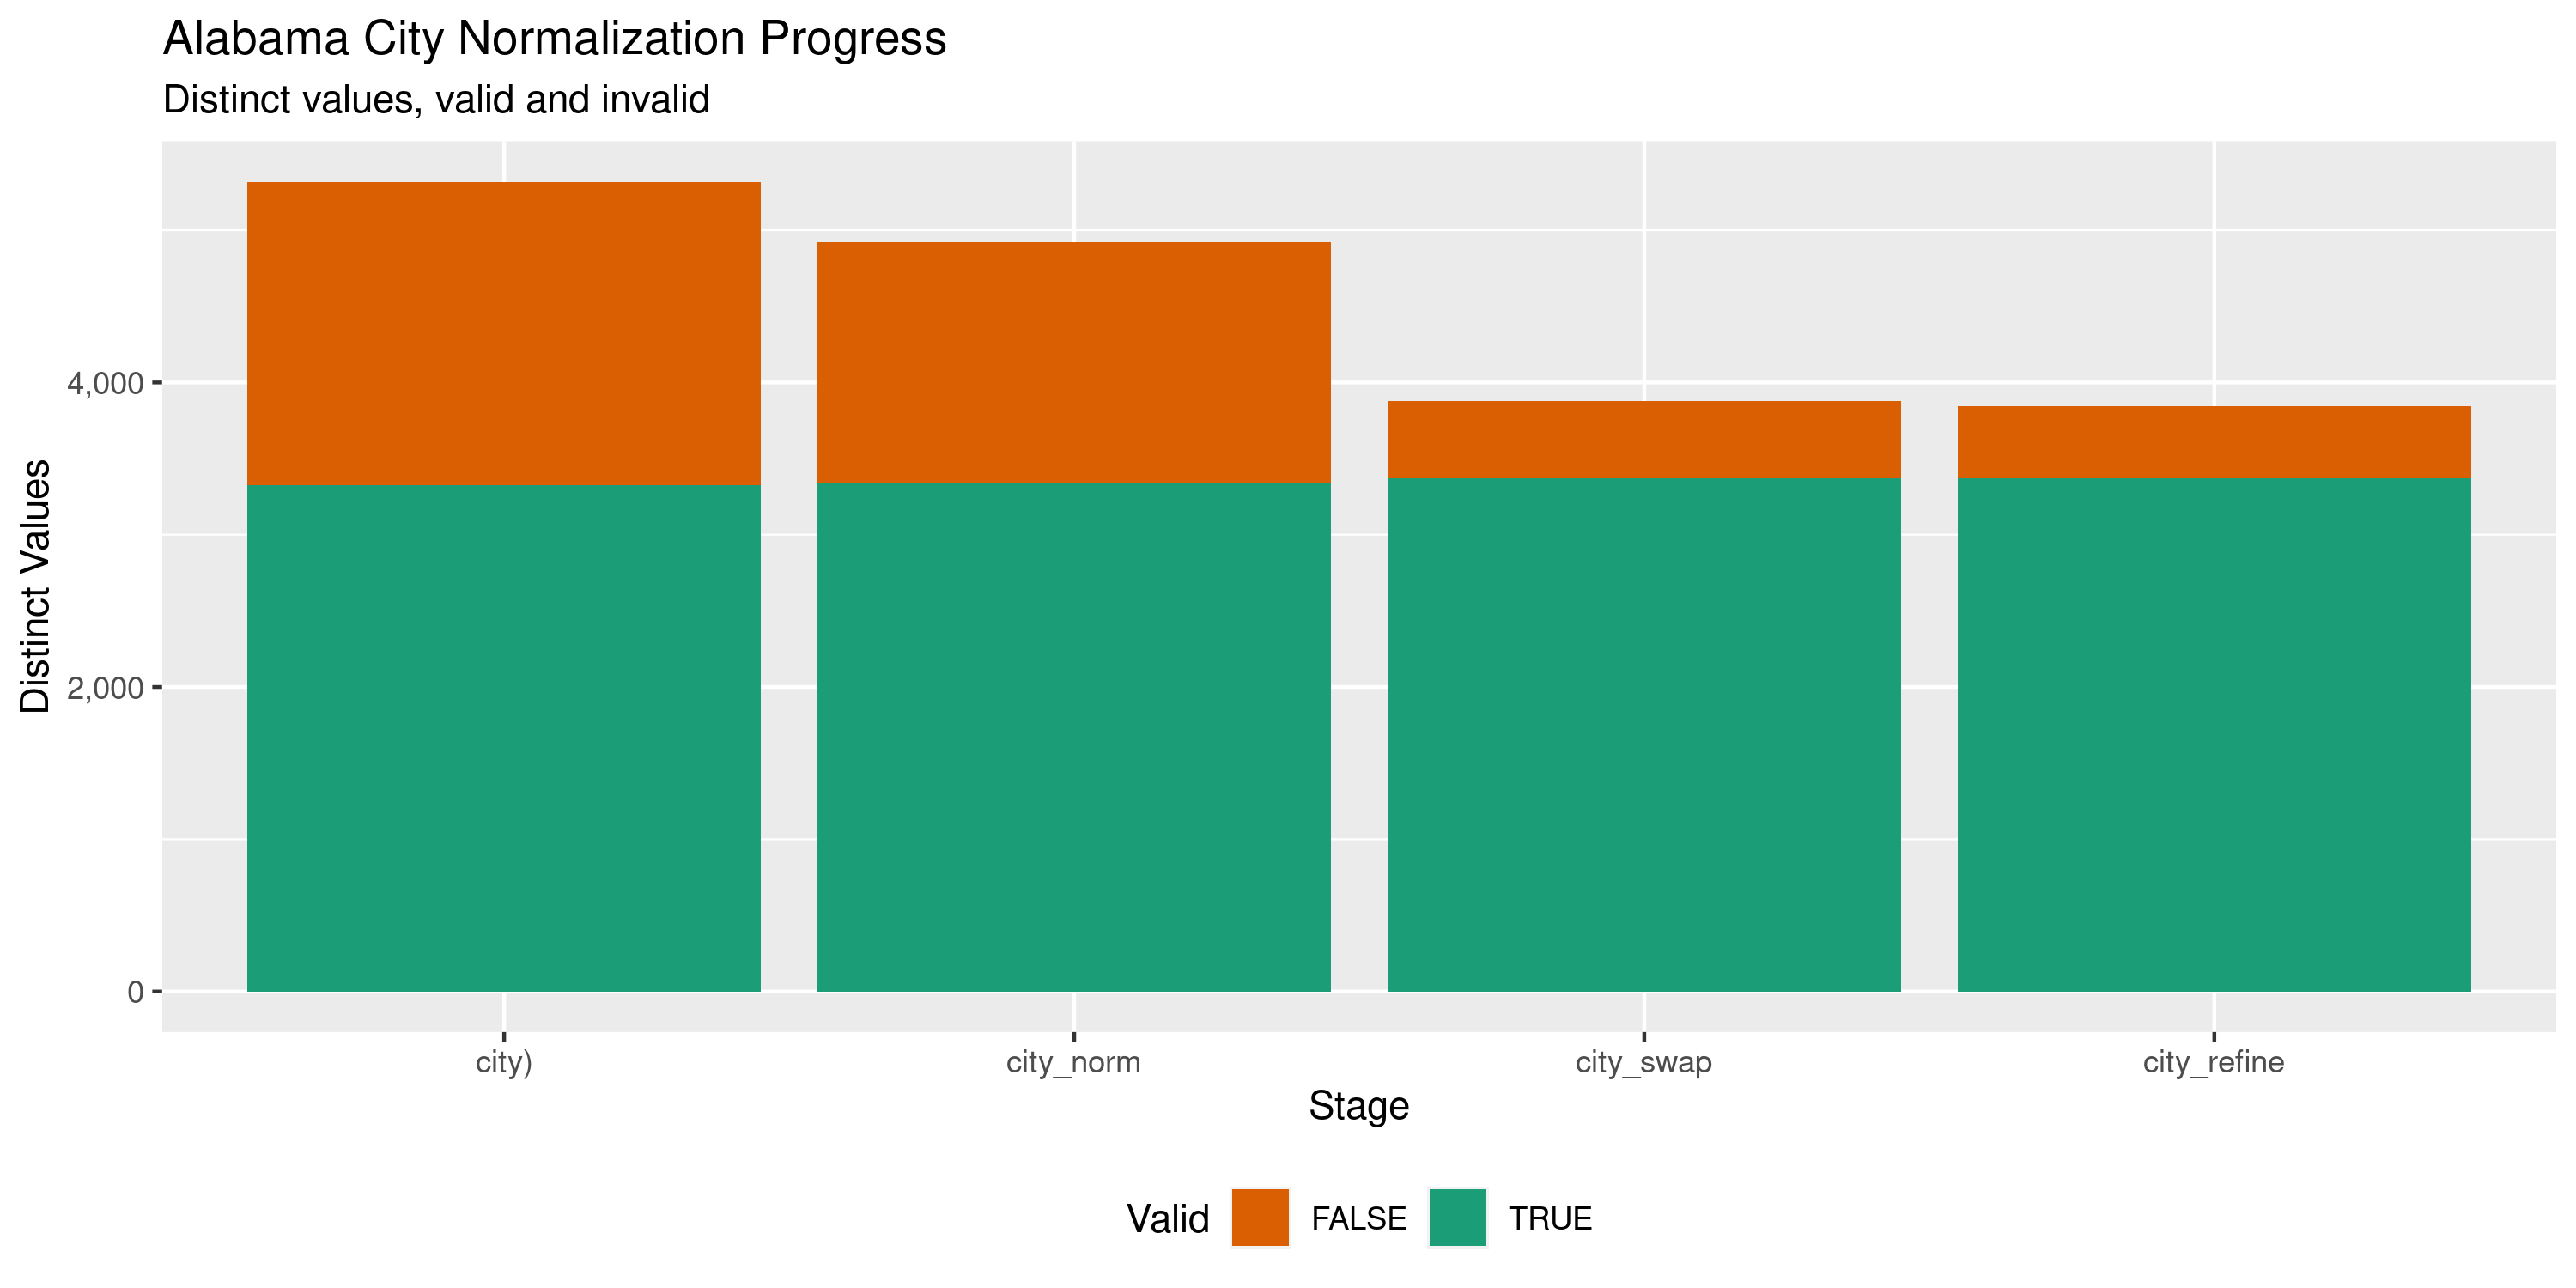 Alabama City Normalization Progress
Distinct values, valid and invalid
Distinct Values
4,000
2,000
0
city)
city_norm
city_swap
city_refine
Stage
Valid
FALSE
TRUE